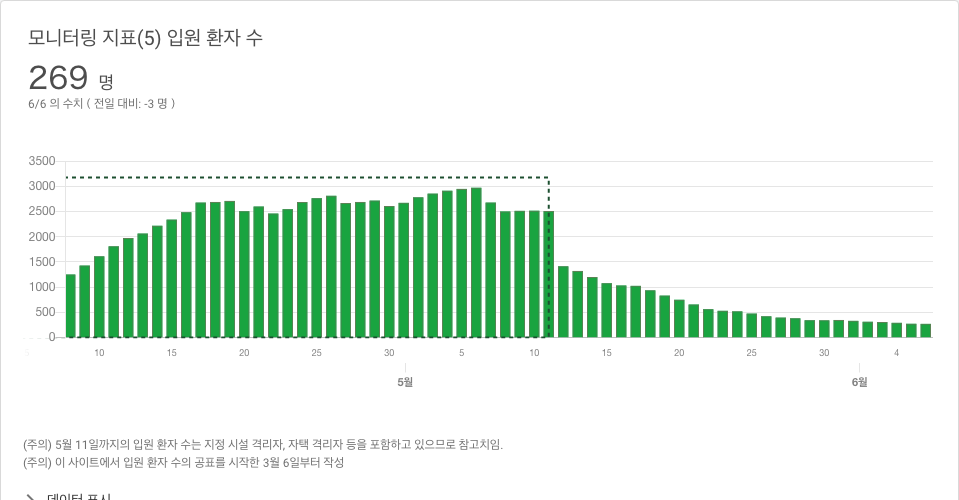 모니터링 지표(5) 입원 환자 수
269 명
6/6 의 수치 ( 전일 대비: -3 명 )
3500
3000
2500
2000
1500
1000
500
0
10 15 20 25 30 5 10 15 20 25 30 4
5월 6월
(주의) 5월 11일까지의 입원 환자 수는 지정 시설 격리자, 자택 격리자 등을 포함하고 있으므로 참고치임.
(주의) 이 사이트에서 입원 환자 수의 공표를 시작한 3월 6일부터 작성
데이터 표시